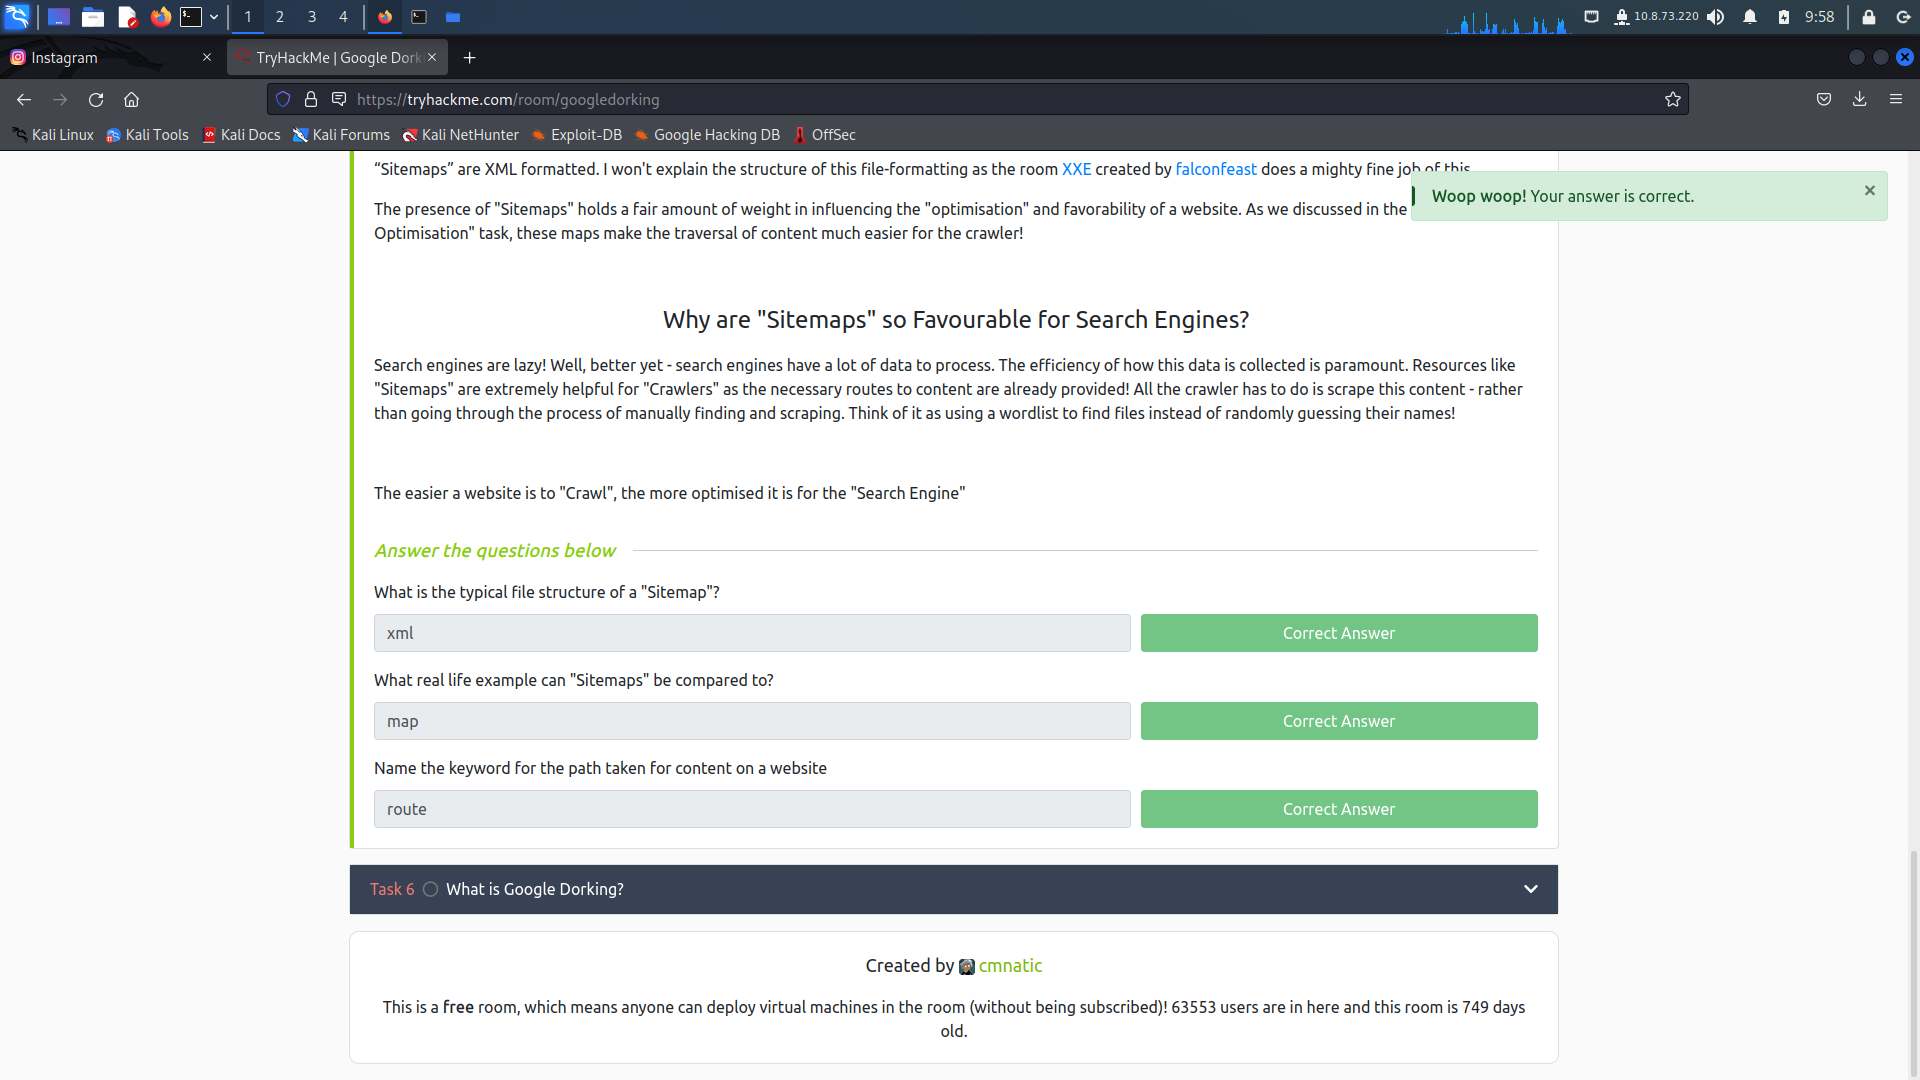 1 2 3 4 10.8.73.220 9:58
Instagram TryHackMe | Google Dork
https://tryhackme.com/room/googledorking
Kali Linux Kali Tools Kali Docs Kali Forums Kali NetHunter Exploit-DB Google Hacking DB OffSec
“Sitemaps” are XML formatted. I won't explain the structure of this file-formatting as the room XXE created by falconfeast does a mighty fine job of this.
Woop woop! Your answer is correct. ×
The presence of "Sitemaps" holds a fair amount of weight in influencing the "optimisation" and favorability of a website. As we discussed in the
Optimisation" task, these maps make the traversal of content much easier for the crawler!
Why are "Sitemaps" so Favourable for Search Engines?
Search engines are lazy! Well, better yet - search engines have a lot of data to process. The efficiency of how this data is collected is paramount. Resources like
"Sitemaps" are extremely helpful for "Crawlers" as the necessary routes to content are already provided! All the crawler has to do is scrape this content - rather
than going through the process of manually finding and scraping. Think of it as using a wordlist to find files instead of randomly guessing their names!
The easier a website is to "Crawl", the more optimised it is for the "Search Engine"
Answer the questions below
What is the typical file structure of a "Sitemap"?
xml Correct Answer
What real life example can "Sitemaps" be compared to?
map Correct Answer
Name the keyword for the path taken for content on a website
route Correct Answer
Task 6 What is Google Dorking?
Created by cmnatic
This is a free room, which means anyone can deploy virtual machines in the room (without being subscribed)! 63553 users are in here and this room is 749 days
old.